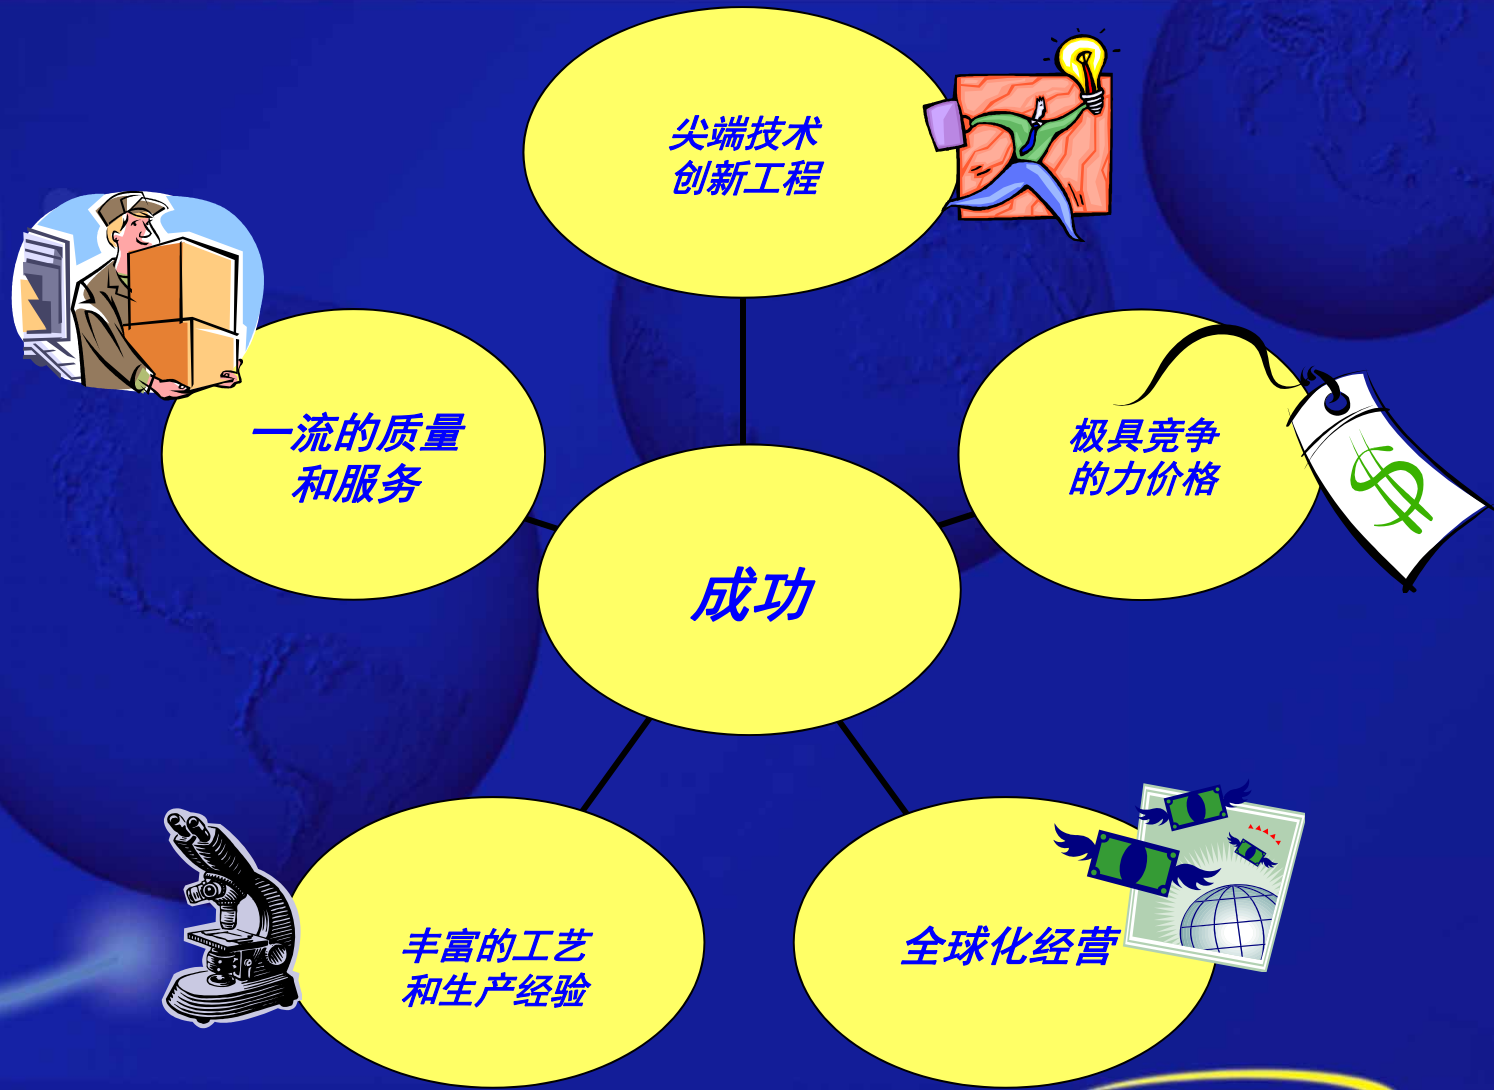 尖端技术
创新工程
一流的质量
和服务
极具竞争
的力价格
成功
丰富的工艺
和生产经验
全球化经营
$